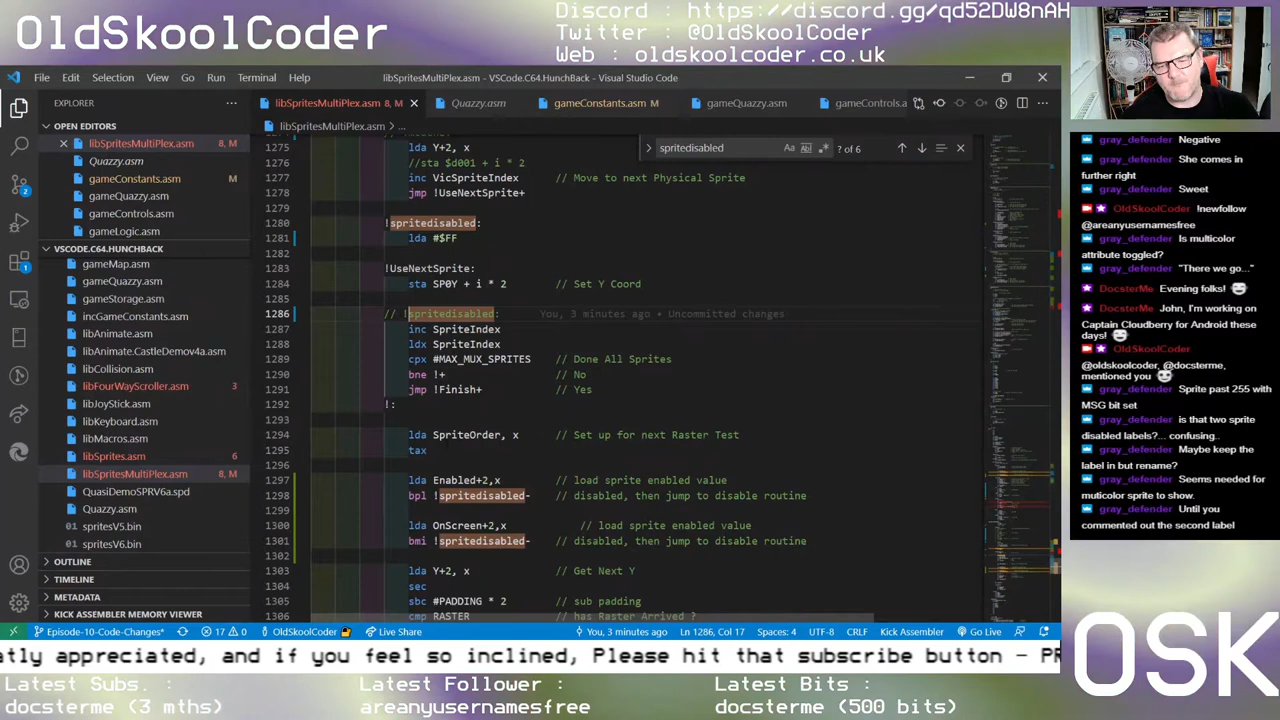 OldSkoolCoder
Discord : https://discord.gg/qd52DW8nAH
Twitter : @OldSkoolCoder
Web : oldskoolcoder.co.uk
File Edit Selection View Go Run Terminal Help
libSpritesMultiPlex.asm - VSCode.C64.HunchBack - Visual Studio Code
EXPLORER
libSpritesMultiPlex.asm 8, M
Quazzy.asm
gameConstants.asm M
gameQuazzy.asm
gameControls.a
libSpritesMultiPlex.asm > ...
OPEN EDITORS
libSpritesMultiPlex.asm 8, M
Quazzy.asm
gameConstants.asm M
gameQuazzy.asm
gameControls.asm
gameLogic.asm
VSCODE.C64.HUNCHBACK
gameMap.asm
gameQuazy.asm
gameStorage.asm
incGameConstants.asm
libAnimate.asm
libAnimate.CastleDemov4a.asm
libCollision.asm
libFourWayScroller.asm 3
libJoyStick.asm
libKeyboard.asm
libMacros.asm
libSprites.asm 6
libSpritesMultiPlex.asm 8, M
QuasiDemoSPRV6a.spd
Quazzy.asm
spritesV5.bin
spritesV6.bin
OUTLINE
TIMELINE
METADATA
KICK ASSEMBLER MEMORY VIEWER
spritedisabled
? of 6
1275
1276 //sta $d001 + i * 2
1277 inc VSpriteIndex // Move to next Physical Sprite
1278 jmp !UseNextSprite+
1279
1280 !spritedisabled:
1281 lda #$FF
1282
1283 !UseNextSprite:
1284 sta $d001 + i * 2 // Set Y Coord
1285
1286 // !spritedisabled: You, 3 minutes ago • Uncommitted changes
1287 inc SpriteIndex
1288 ldx SpriteIndex
1289 cpx #MAX_MUX_SPRITES // Done All Sprites
1290 bne !+ // No
1291 jmp !Finish+ // Yes
1292 !:
1293
1294 lda SpriteOrder, x // Set up for next Raster Test
1295 tax
1296
1297 lda enabled,x // load sprite enabled value
1298 bpl !spritedisabled- // disabled, then jump to disable routine
1299
1300 lda OnScreen+2,x // load sprite enabled value
1301 bmi !spritedisabled- // disabled, then jump to disable routine
1302
1303 lda y + 2,x // Get Next Y
1304 sec
1305 sbc #PADDING * 2 // sub padding
1306 cmp RASTER // has Raster Arrived ?
Episode-10-Code-Changes* 17 0 OldSkoolCoder Live Share You, 3 minutes ago Ln 1286, Col 17 Spaces: 4 UTF-8 CRLF Kick Assembler Go Live
gray_defender Negative
gray_defender She comes in
further right
gray_defender Sweet
OldSkoolCoder !newfollow
@areanyusernamesfree
gray_defender Is multicolor
attribute toggled?
gray_defender "There we go..."
DocsterMe Evening folks!
DocsterMe John, I'm working on
Captain Cloudberry for Android these
days!
OldSkoolCoder
@oldskoolcoder, @docsterme,
mentioned you
gray_defender Sprite past 255 with
MSG bit set
gray_defender is that two sprite
disabled labels?... confusing..
gray_defender Maybe keep the
label in but rename?
gray_defender Seems needed for
muticolor sprite to show.
gray_defender Until you
commented out the second label
OSK
atly appreciated, and if you feel so inclined, Please hit that subscribe button - PR
Latest Subs. :
docsterme (3 mths)
Latest Follower :
areanyusernamesfree
Latest Bits :
docsterme (500 bits)